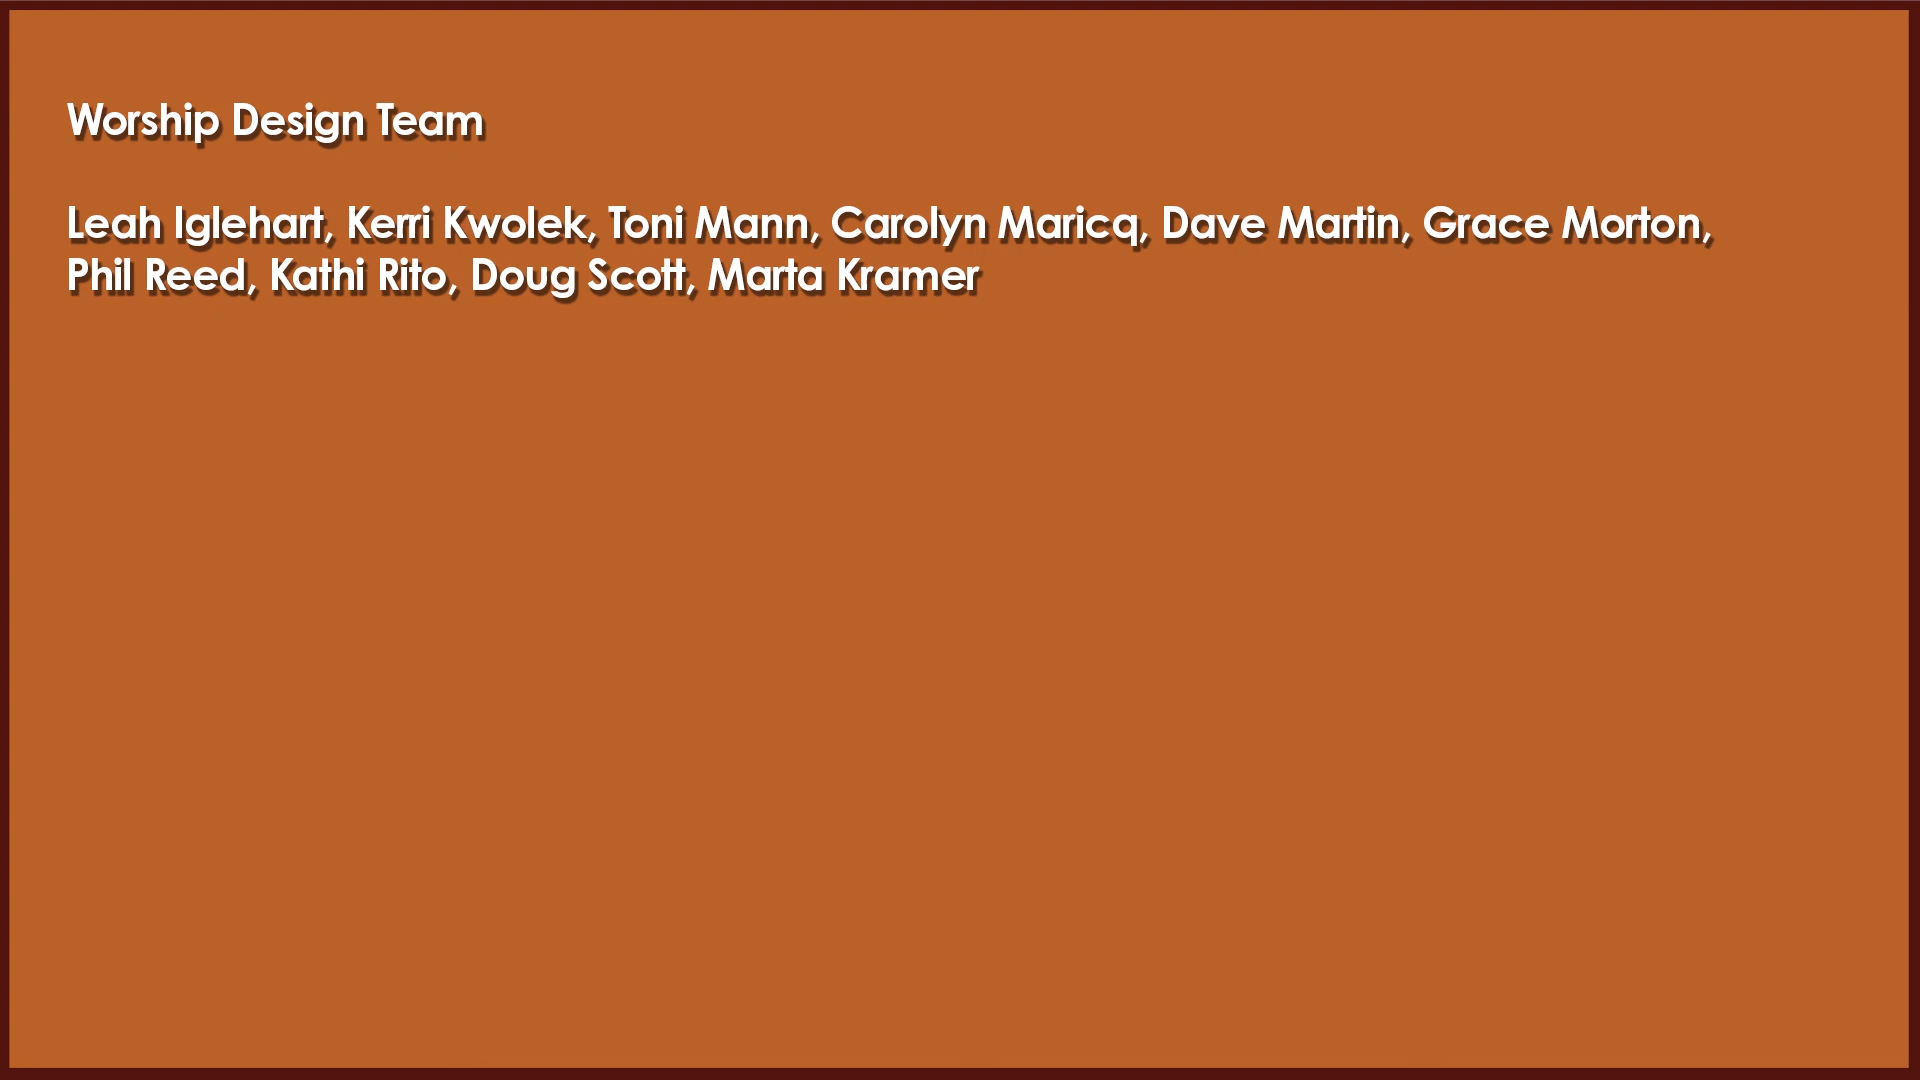 Worship Design Team
Leah Iglehart, Kerri Kwolek, Toni Mann, Carolyn Maricq, Dave Martin, Grace Morton,
Phil Reed, Kathi Rito, Doug Scott, Marta Kramer